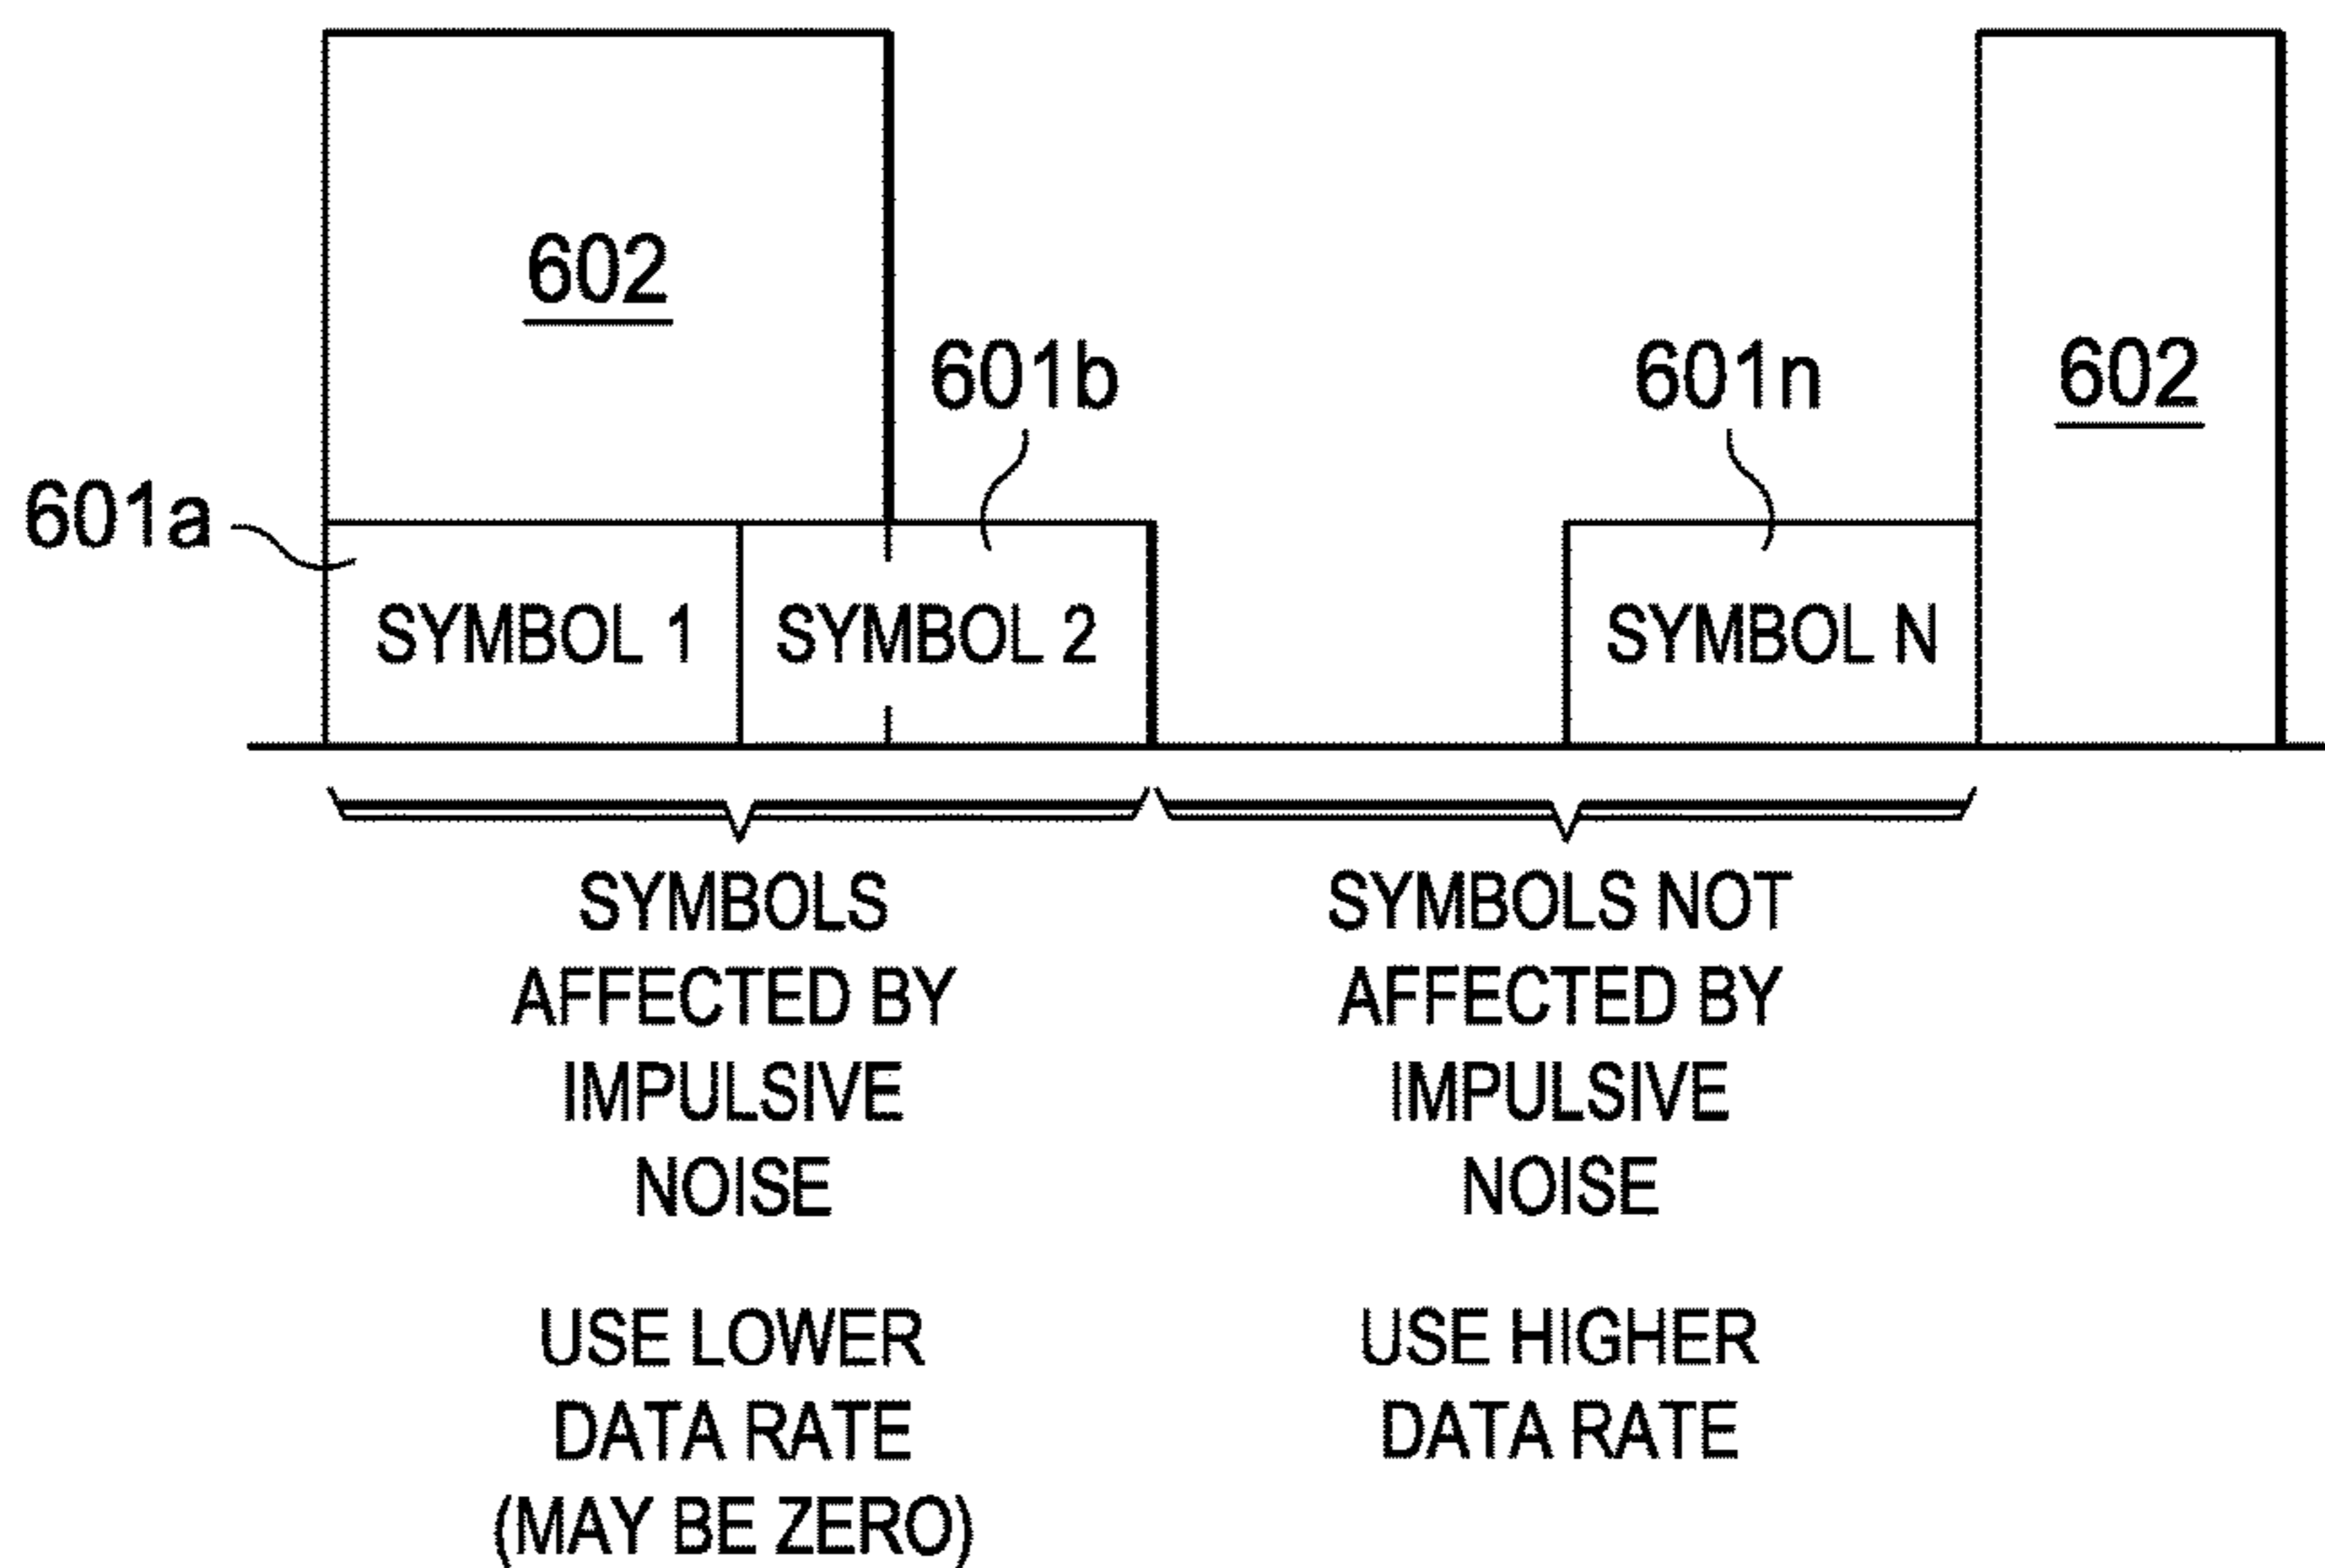 602
601b
601n
602
601a
SYMBOL 1
SYMBOL 2
SYMBOL N
SYMBOLS
AFFECTED BY
IMPULSIVE
NOISE
USE LOWER
DATA RATE
(MAY BE ZERO)
SYMBOLS NOT
AFFECTED BY
IMPULSIVE
NOISE
USE HIGHER
DATA RATE